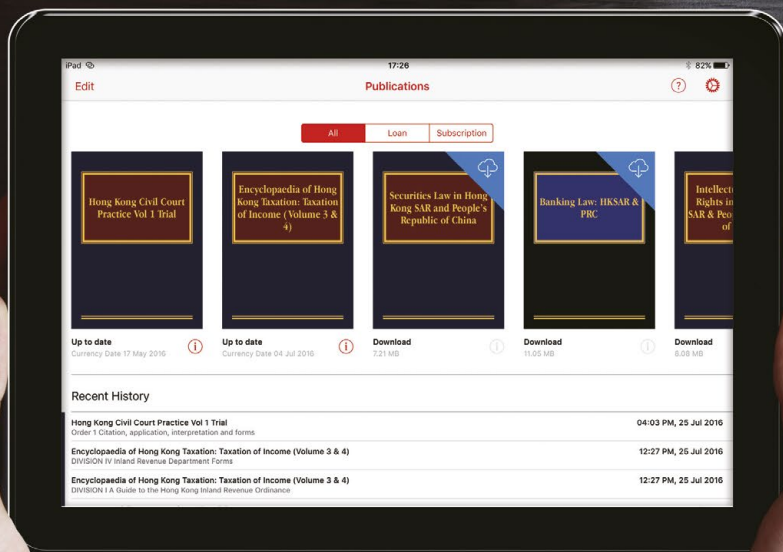 iPad 17:26 82%
Edit Publications ?
All Loan Subscription
Hong Kong Civil Court
Practice Vol 1 Trial
Encyclopaedia of Hong
Kong Taxation: Taxation
of Income (Volume 3 &
4)
Securities Law in Hong
Kong SAR and People's
Republic of China
Banking Law: HKSAR &
PRC
Rights in
SAR &
of
Up to date
Currency Date 17 May 2016
i
Up to date
Currency Date 04 Jul 2016
i
Download
7.21 MB
i
Download
11.05 MB
i
Download
8.08 MB
Recent History
Hong Kong Civil Court Practice Vol 1 Trial 04:03 PM, 25 Jul 2016
Order 1 Citation, application, interpretation and forms
Encyclopaedia of Hong Kong Taxation: Taxation of Income (Volume 3 & 4) 12:27 PM, 25 Jul 2016
DIVISION IV Inland Revenue Department Forms
Encyclopaedia of Hong Kong Taxation: Taxation of Income (Volume 3 & 4) 12:27 PM, 25 Jul 2016
DIVISION I A Guide to the Hong Kong Inland Revenue Ordinance